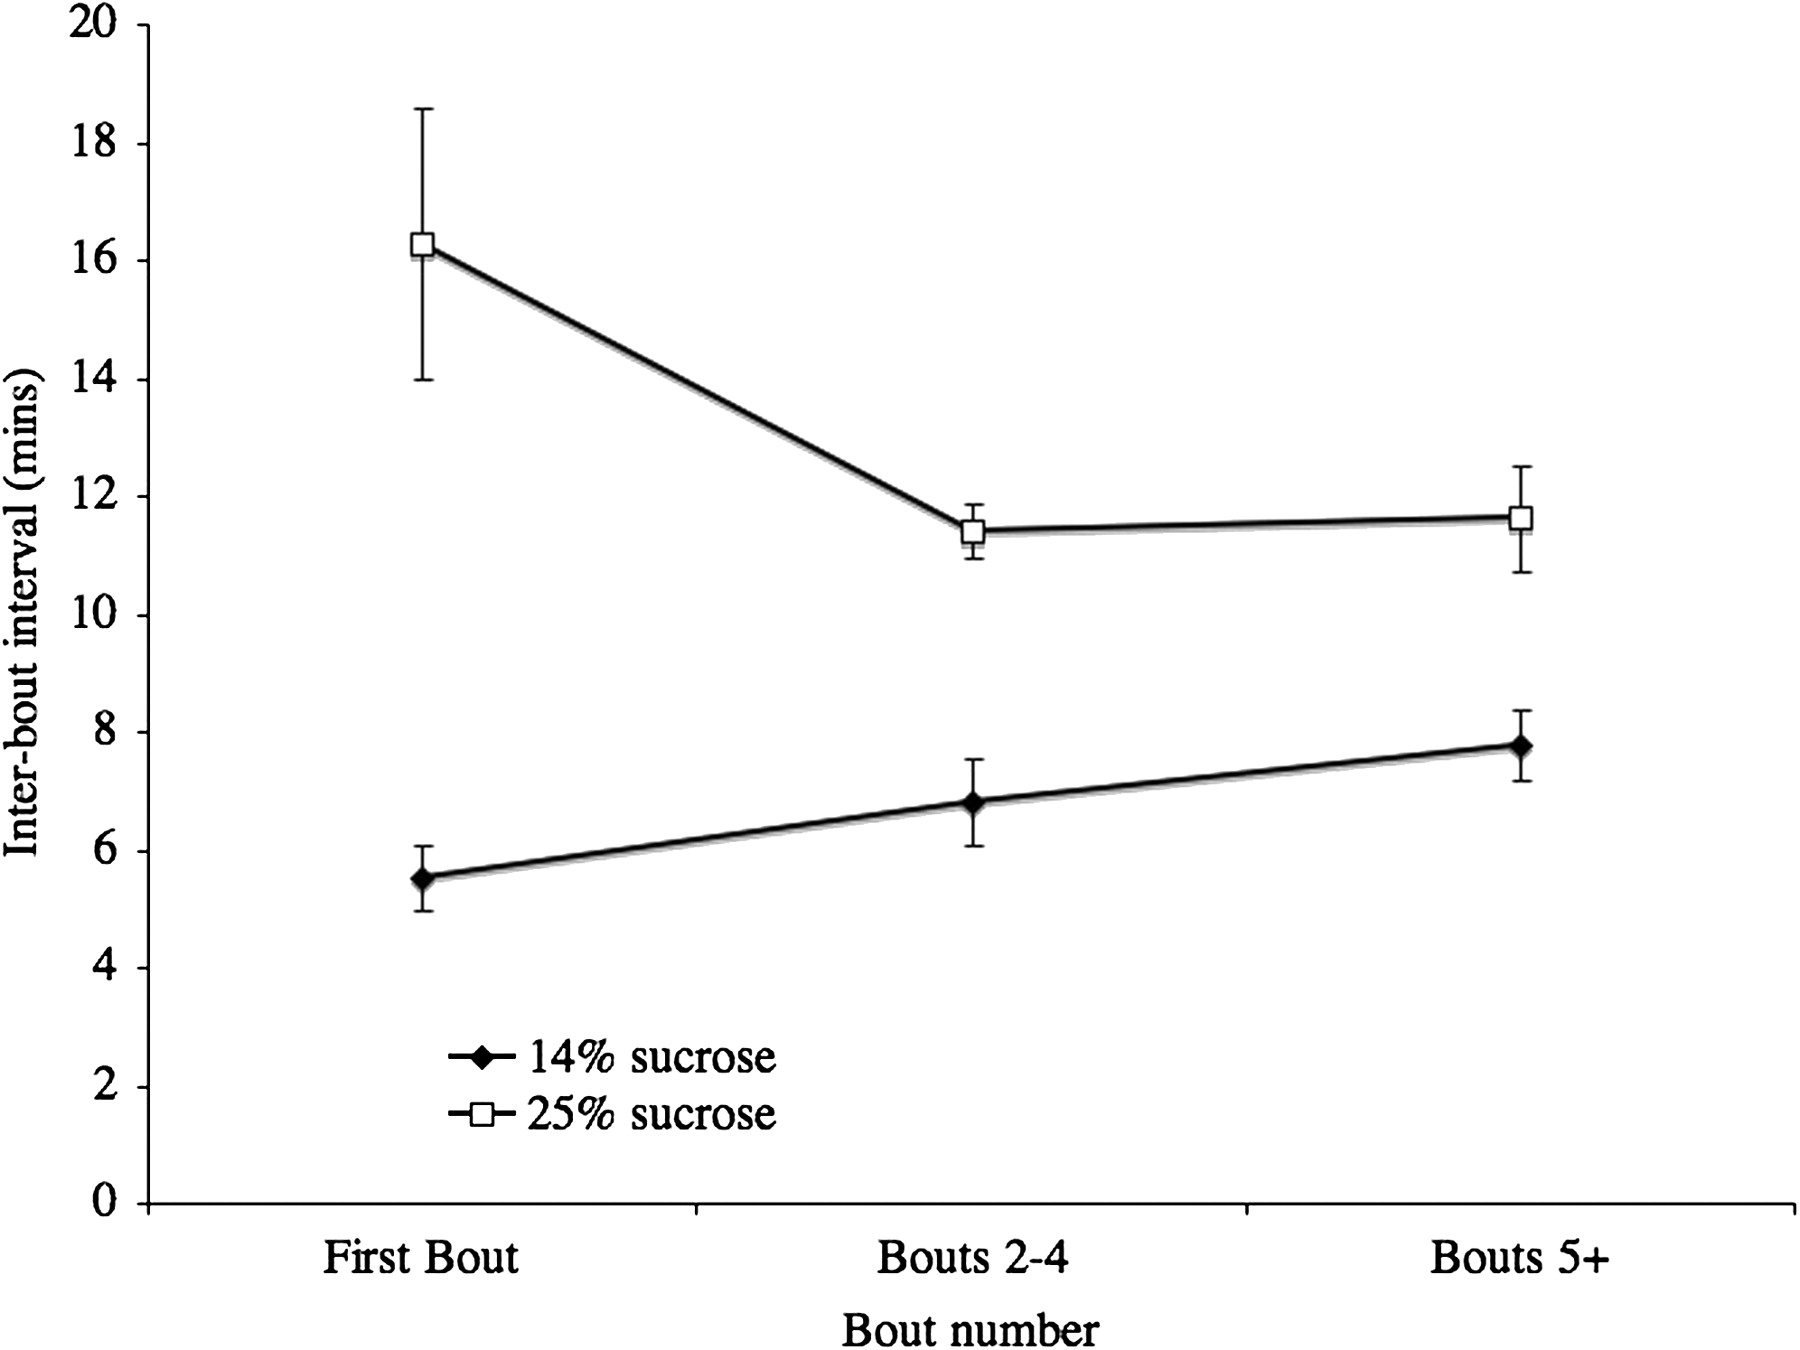 Inter-bout interval (mins)
20
18
16
14
12
10
8
6
4
2
0
14% sucrose
25% sucrose
First Bout
Bouts 2-4
Bouts 5+
Bout number